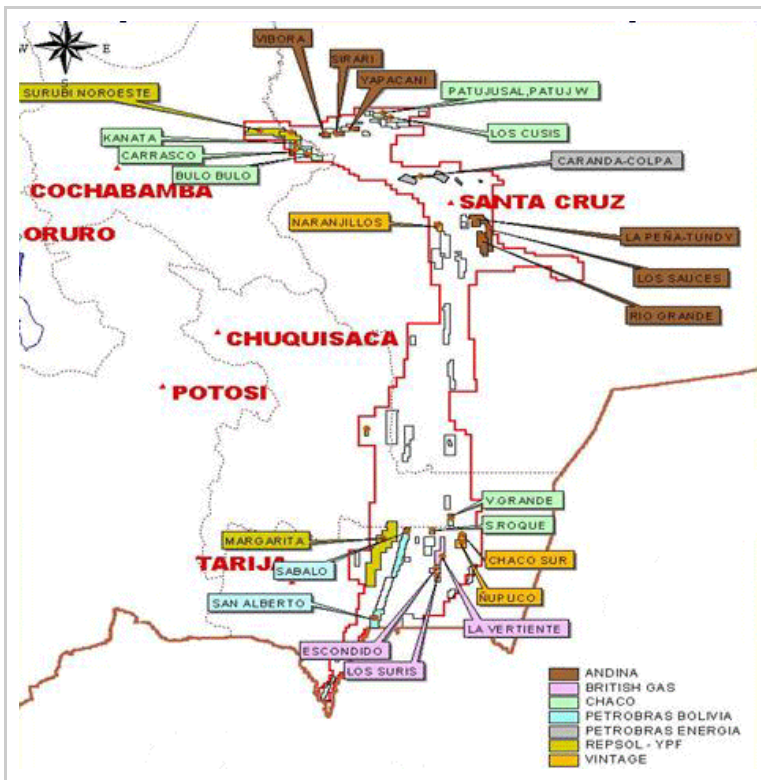 W
E
S
VIBORA
SIRARI
YAPACANI
SURUBI NOROESTE
PATUJUSAL,PATUJ W
KANATA
LOS CUSIS
CARRASCO
BULO BULO
CARANDA-COLPA
COCHABAMBA
SANTA CRUZ
NARANJILLOS
ORURO
LA PEÑA-TUNDY
LOS SAUCES
RIO GRANDE
CHUQUISACA
POTOSI
V.GRANDE
S.ROQUE
MARGARITA
CHACO SUR
TARIJA
SABALO
ÑUPUCO
SAN ALBERTO
LA VERTIENTE
ESCONDIDO
LOS SURIS
ANDINA
BRITISH GAS
CHACO
PETROBRAS BOLIVIA
PETROBRAS ENERGIA
REPSOL - YPF
VINTAGE